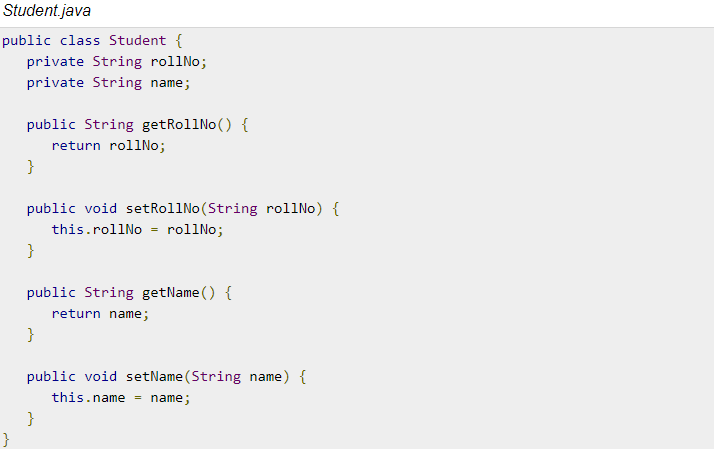 Student.java
public class Student {
   private String rollNo;
   private String name;

   public String getRollNo() {
      return rollNo;
   }

   public void setRollNo(String rollNo) {
      this.rollNo = rollNo;
   }

   public String getName() {
      return name;
   }

   public void setName(String name) {
      this.name = name;
   }
}